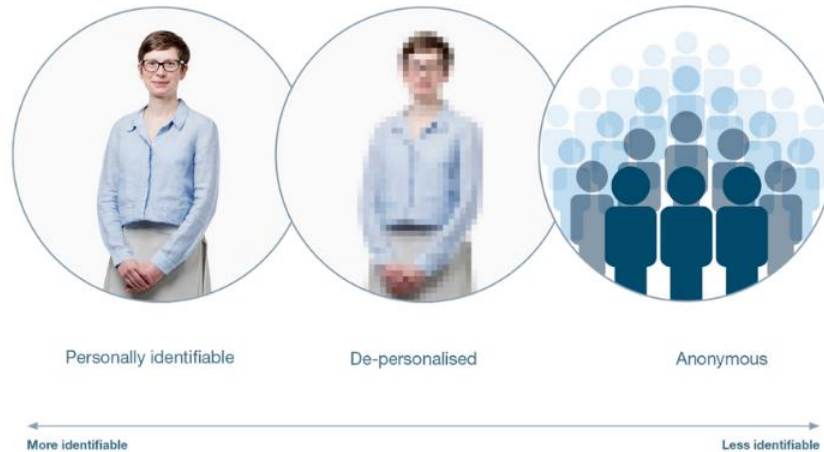 Personally identifiable
De-personalised
Anonymous
More identifiable
Less identifiable